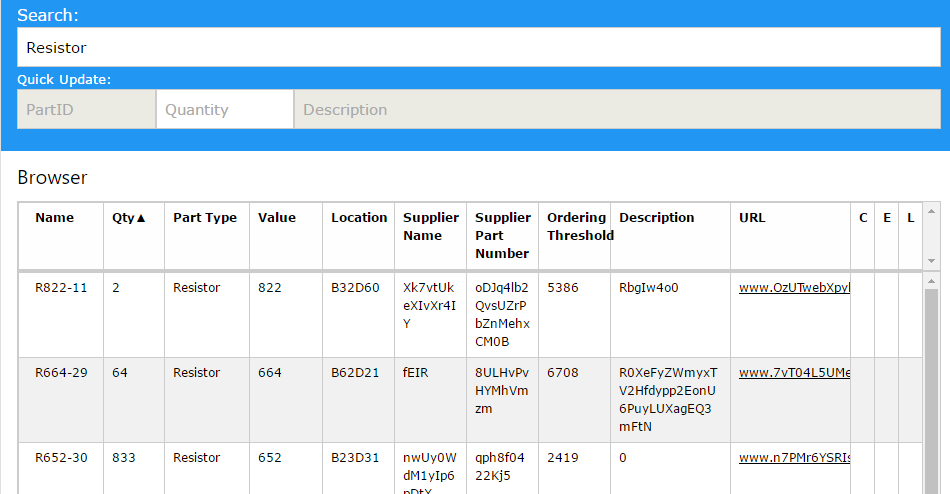 Search:
Resistor
Quick Update:
PartID Quantity Description
Browser
Name Qty▲ Part Type Value Location Supplier Name Supplier Part Number Ordering Threshold Description URL C E L
R822-11 2 Resistor 822 B32D60 Xk7vtUk oDJq4lb2 5386 RbgIw4o0 www.OzUTwebXpyl
eXIvXr4I QvsUZrP
Y bZnMehx
CM0B
R664-29 64 Resistor 664 B62D21 fEIR 8ULHvPv 6708 R0XeFyZWmyxT www.7vT04L5UMe
HYMhVm V2Hfdypp2EonU
zm 6PuyLUXagEQ3
mFtN
R652-30 833 Resistor 652 B23D31 nwUy0W qph8f04 2419 0 www.n7PMr6YSRIs
dM1yIp6 22Kj5
pDtX